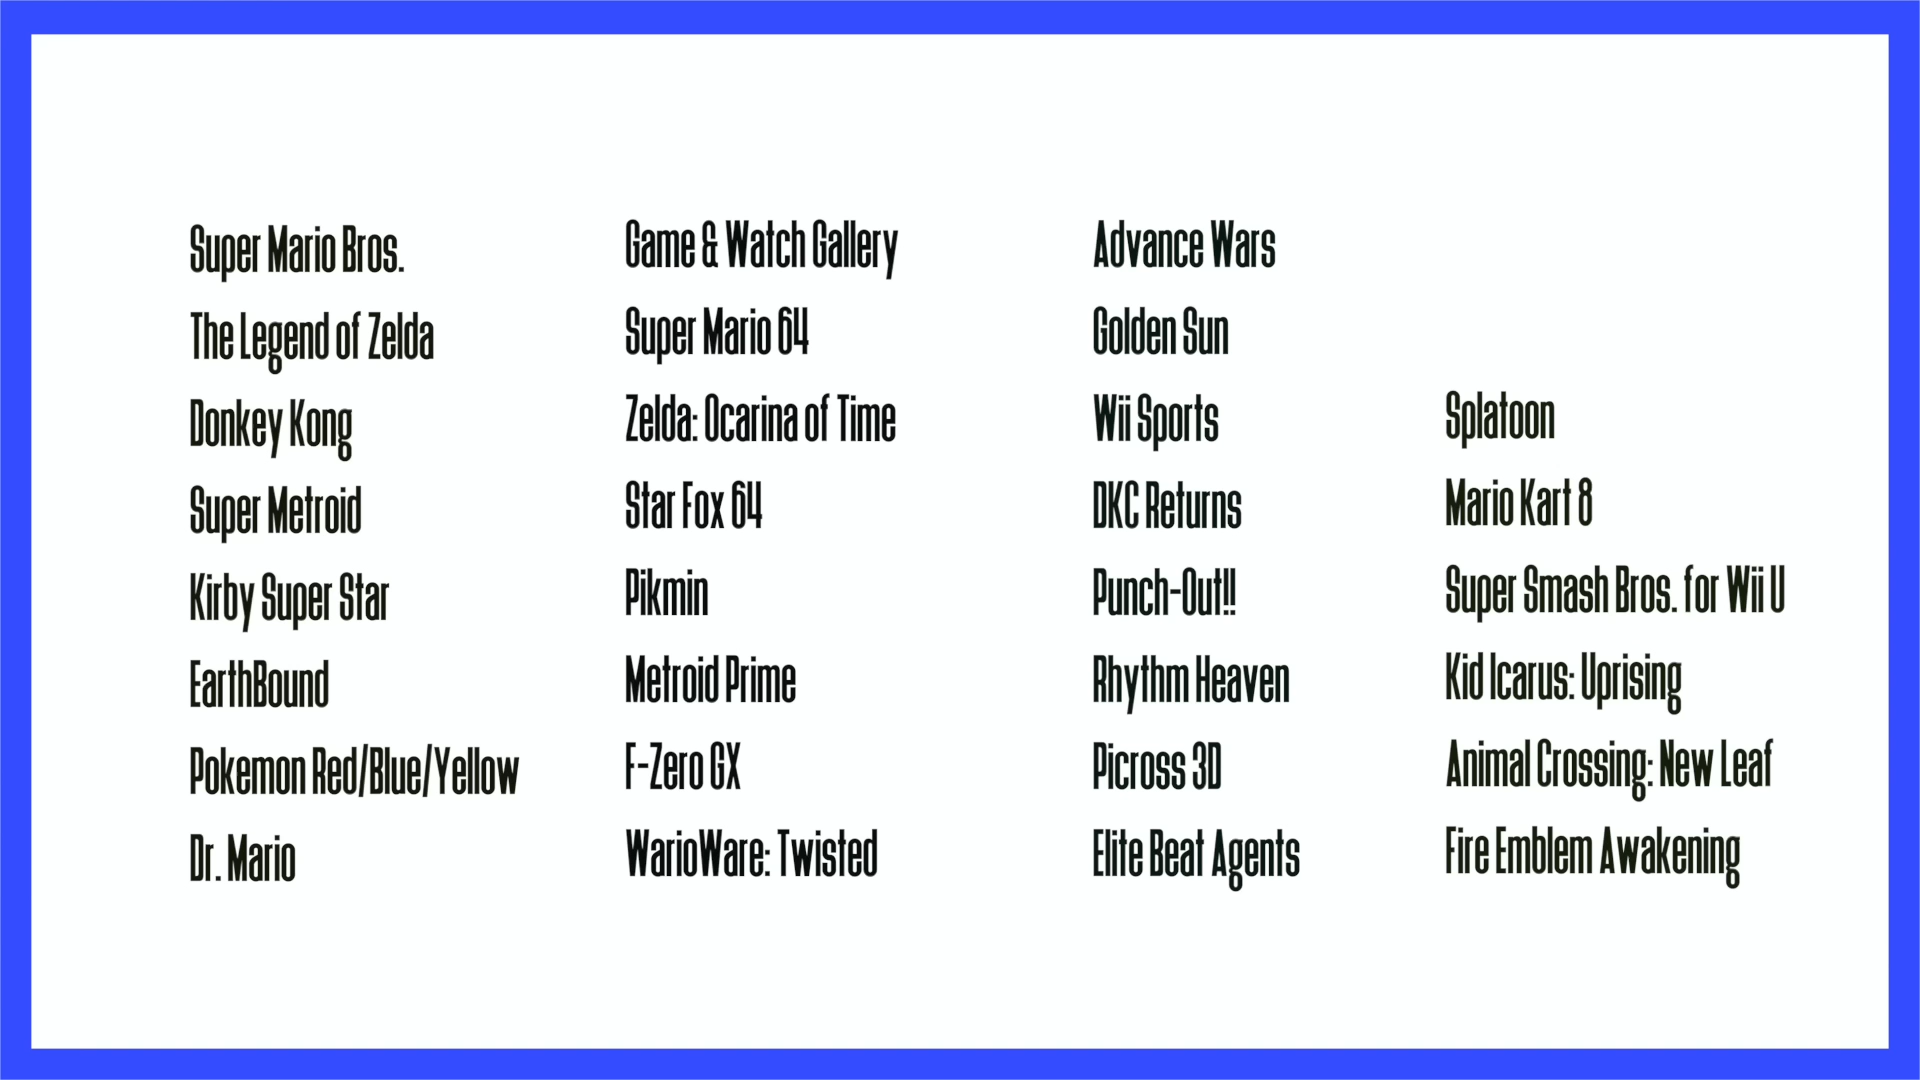 Super Mario Bros.
The Legend of Zelda
Donkey Kong
Super Metroid
Kirby Super Star
EarthBound
Pokemon Red/Blue/Yellow
Dr. Mario
Game & Watch Gallery
Super Mario 64
Zelda: Ocarina of Time
Star Fox 64
Pikmin
Metroid Prime
F-Zero GX
WarioWare: Twisted
Advance Wars
Golden Sun
Wii Sports
DKC Returns
Punch-Out!!
Rhythm Heaven
Picross 3D
Elite Beat Agents
Splatoon
Mario Kart 8
Super Smash Bros. for Wii U
Kid Icarus: Uprising
Animal Crossing: New Leaf
Fire Emblem Awakening